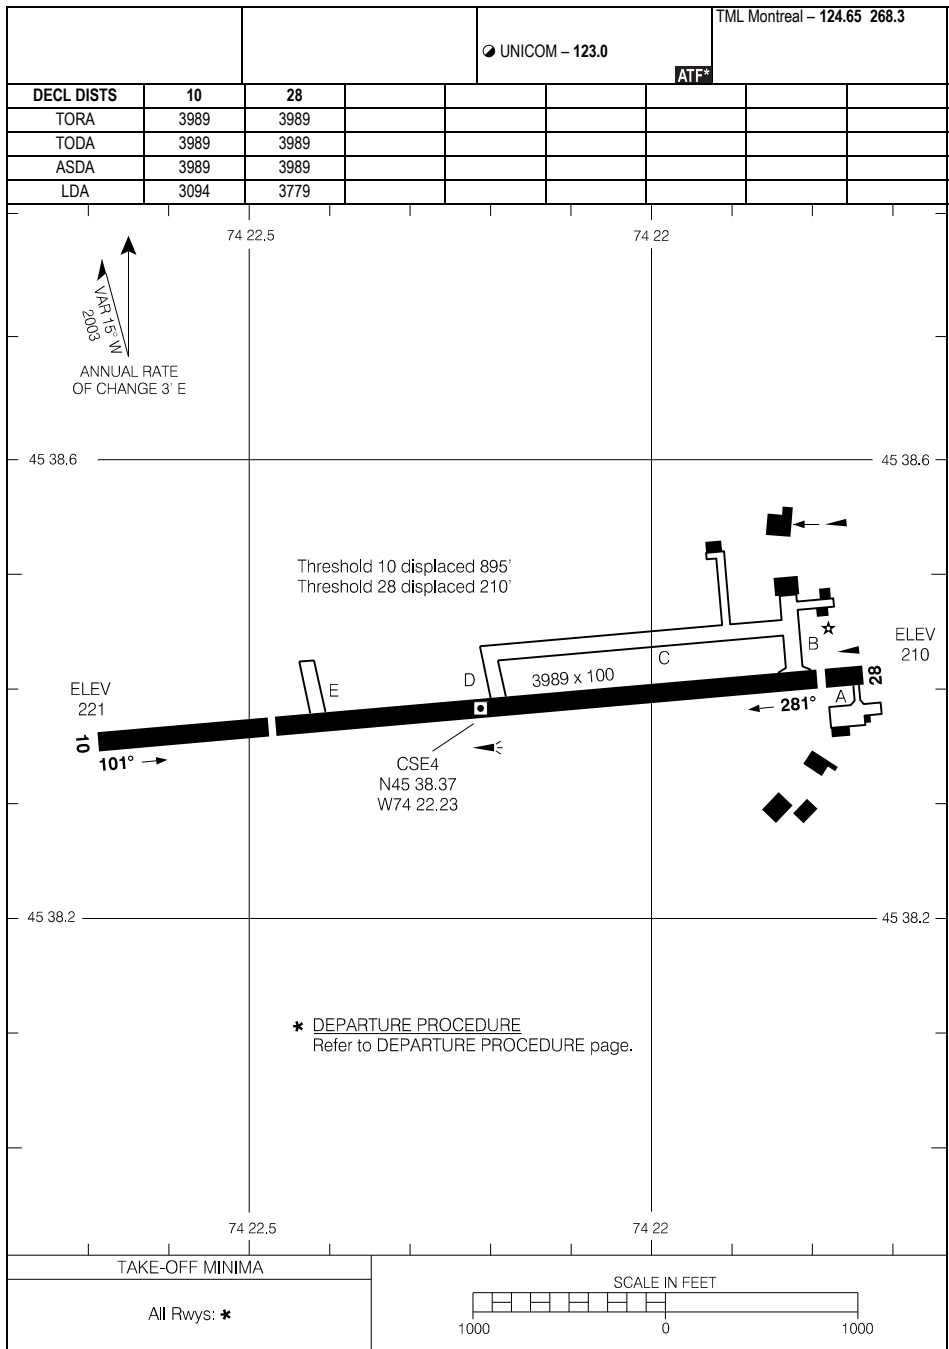 TML Montreal – 124.65 268.3
UNICOM – 123.0
ATF*
DECL DISTS 10 28
TORA 3989 3989
TODA 3989 3989
ASDA 3989 3989
LDA 3094 3779
74 22.5 74 22
VAR 15° W
2003
ANNUAL RATE
OF CHANGE 3' E
45 38.6 45 38.6
Threshold 10 displaced 895'
Threshold 28 displaced 210'
ELEV
210
B
C
D
E
3989 x 100
ELEV
221
28
A
281°
10
101°
CSE4
N45 38.37
W74 22.23
45 38.2 45 38.2
* DEPARTURE PROCEDURE
Refer to DEPARTURE PROCEDURE page.
74 22.5 74 22
TAKE-OFF MINIMA
All Rwys: *
SCALE IN FEET
1000 0 1000